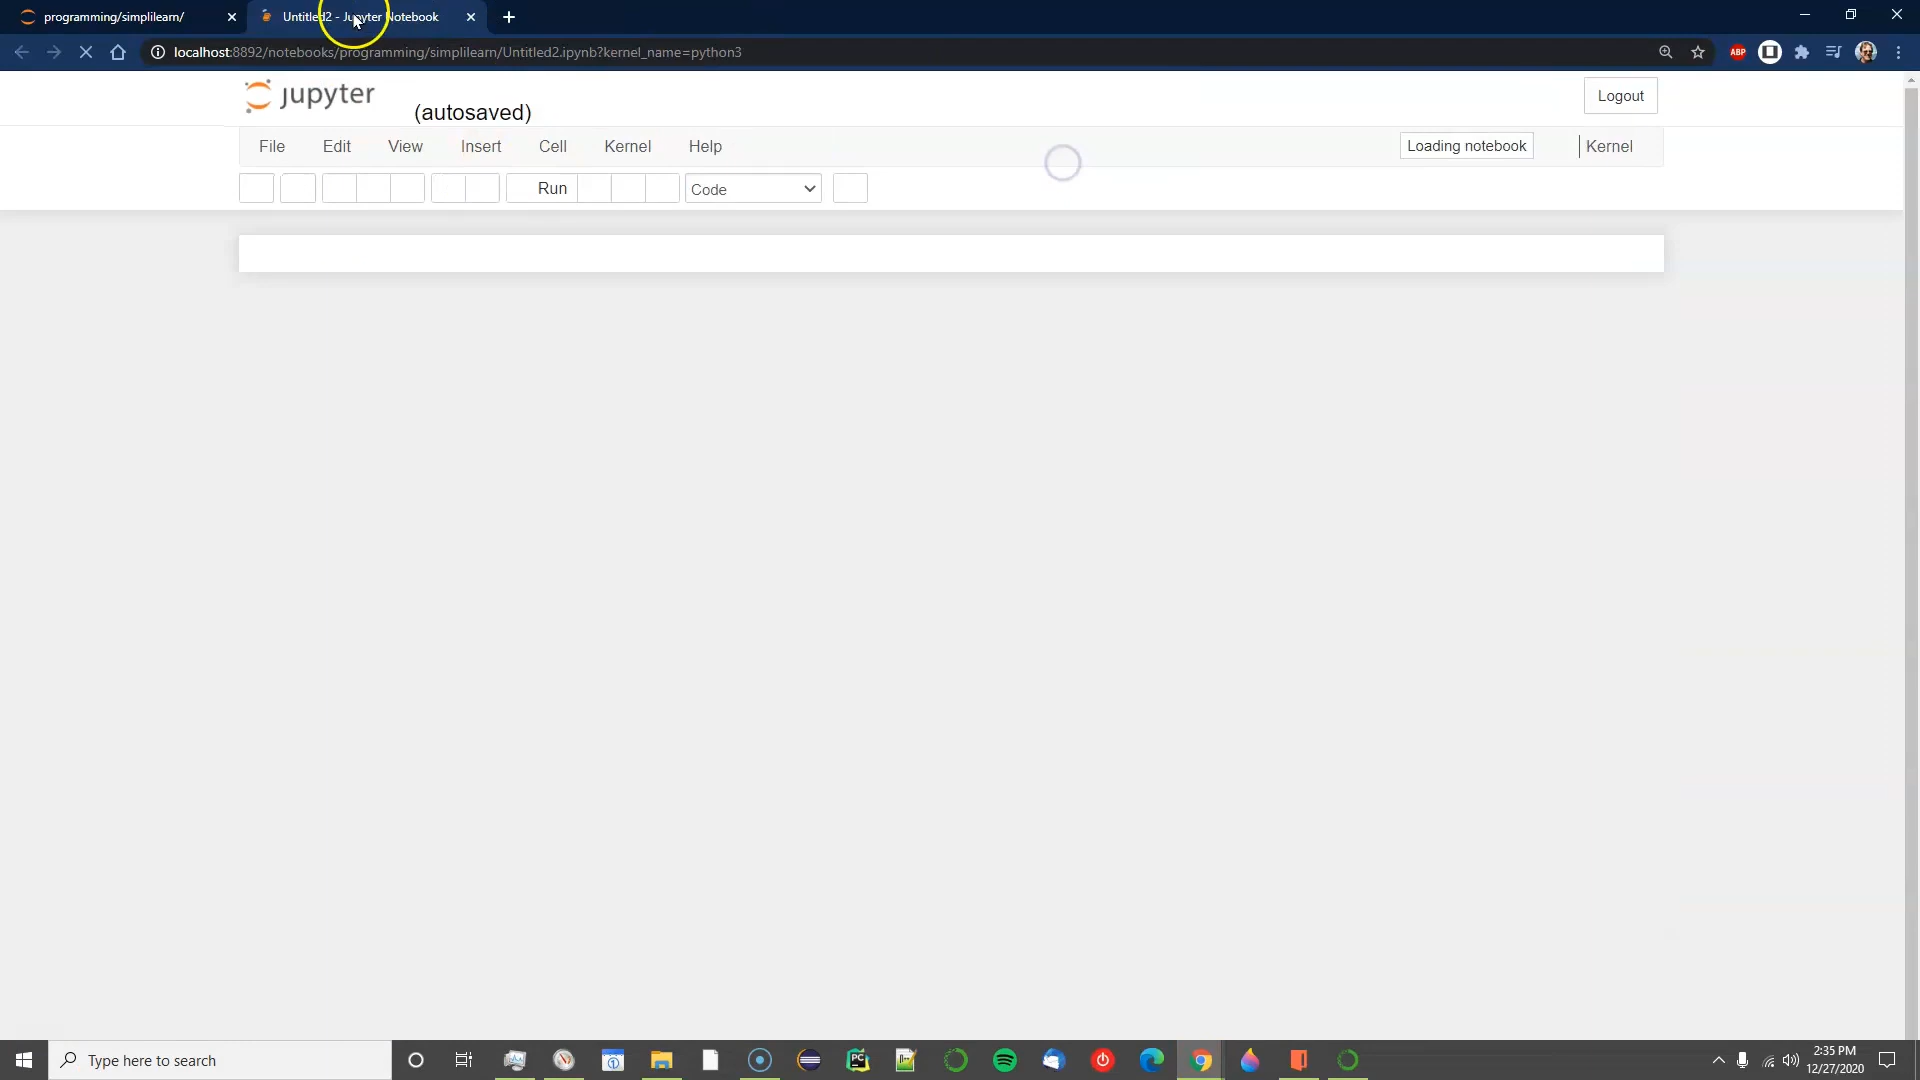 programming/simplilearn/
Untitled2 - Jupyter Notebook
localhost:8892/notebooks/programming/simplilearn/Untitled2.ipynb?kernel_name=python3
ABP
jupyter
(autosaved)
Logout
File Edit View Insert Cell Kernel Help
Loading notebook
Kernel
Run
Code
Type here to search
PC
2:35 PM
12/27/2020